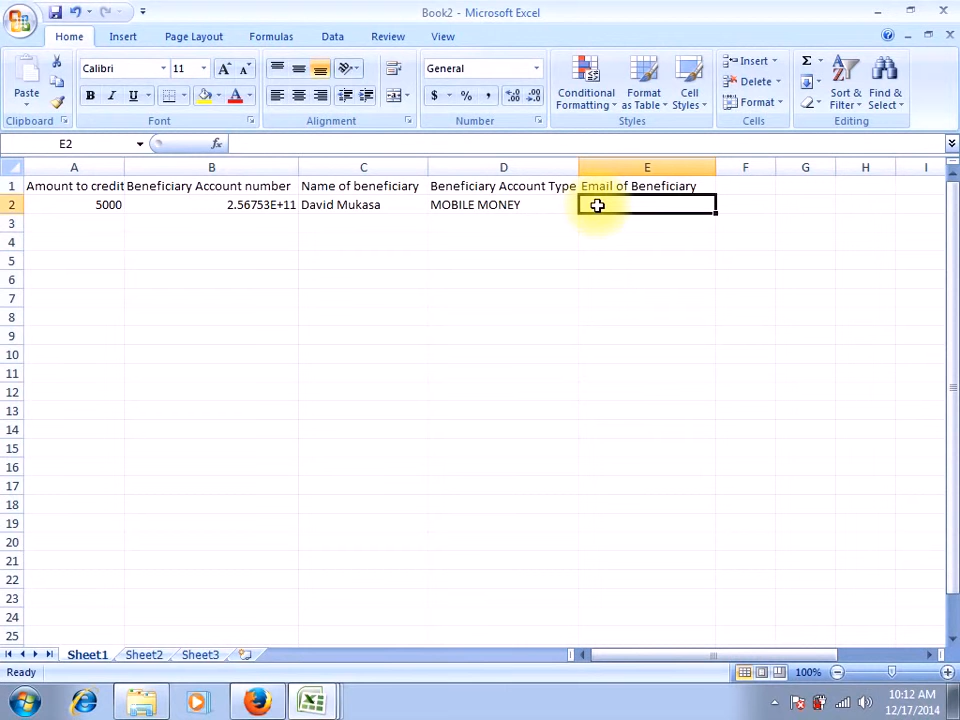 Book2 - Microsoft Excel
Home Insert Page Layout Formulas Data Review View
Paste
Calibri 11
B I U
General
$ % ,
Conditional Formatting
Format as Table
Cell Styles
Insert
Delete
Format
Σ
Sort & Filter
Find & Select
Clipboard Font Alignment Number Styles Cells Editing
E2 fx
A B C D E F G H I
1 Amount to credit Beneficiary Account number Name of beneficiary Beneficiary Account Type Email of Beneficiary
2 5000 2.56753E+11 David Mukasa MOBILE MONEY
3
4
5
6
7
8
9
10
11
12
13
14
15
16
17
18
19
20
21
22
23
24
25
Sheet1 Sheet2 Sheet3
Ready 100%
10:12 AM
12/17/2014